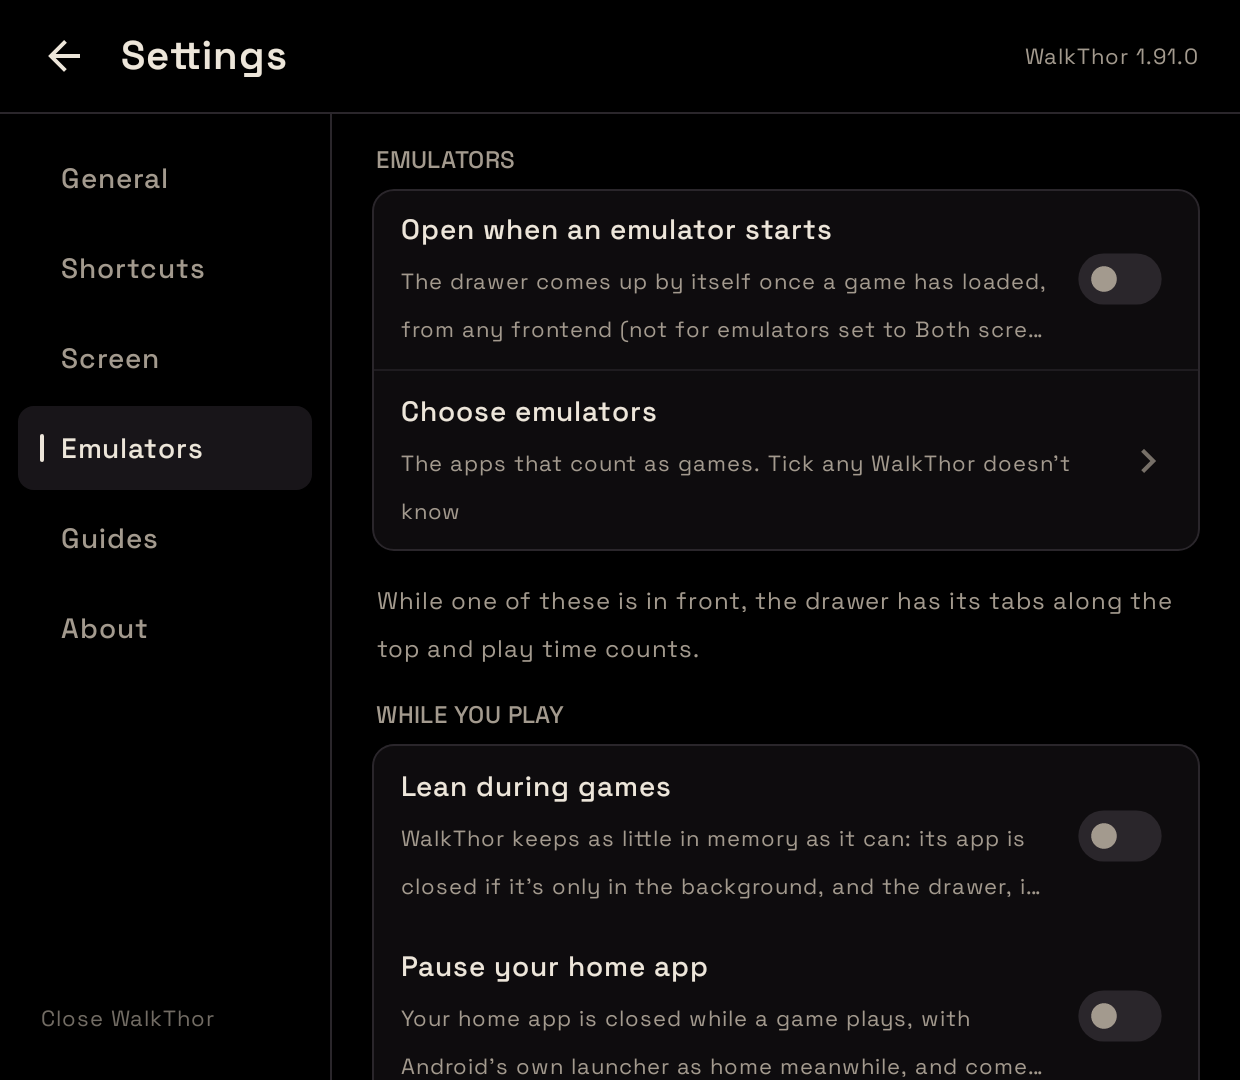 Settings
WalkThor 1.91.0
General
Shortcuts
Screen
Emulators
Guides
About
Close WalkThor
EMULATORS
Open when an emulator starts
The drawer comes up by itself once a game has loaded,
from any frontend (not for emulators set to Both scre…
Choose emulators
The apps that count as games. Tick any WalkThor doesn’t
know
While one of these is in front, the drawer has its tabs along the
top and play time counts.
WHILE YOU PLAY
Lean during games
WalkThor keeps as little in memory as it can: its app is
closed if it’s only in the background, and the drawer, i…
Pause your home app
Your home app is closed while a game plays, with
Android’s own launcher as home meanwhile, and come…